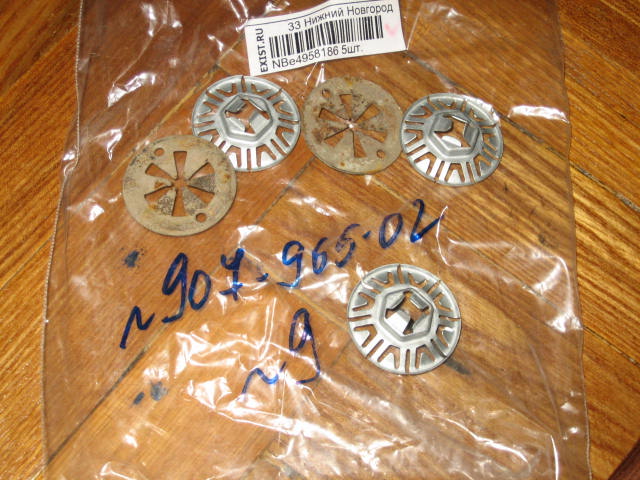 33 Нижний Новгород
EXIST.RU
NBe4958186 5шт.
N907-965-02
N9